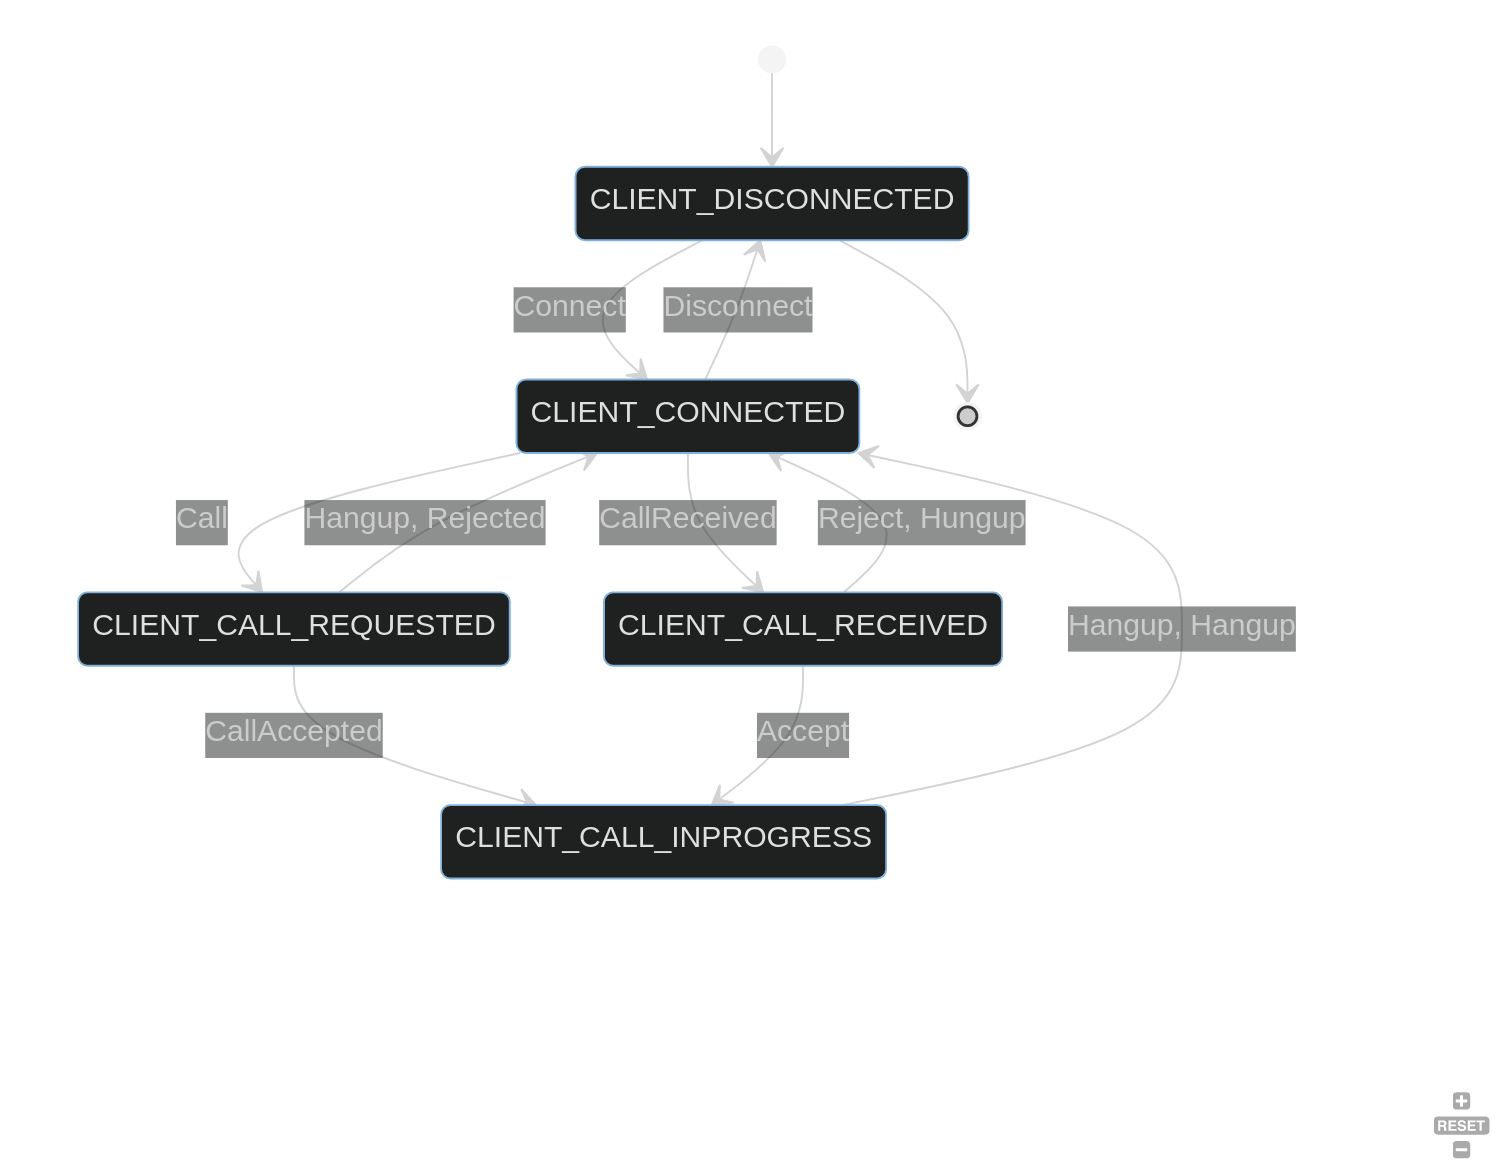 CLIENT_DISCONNECTED
Connect
Disconnect
CLIENT_CONNECTED
Call
Hangup, Rejected
CallReceived
Reject, Hungup
CLIENT_CALL_REQUESTED
CLIENT_CALL_RECEIVED
Hangup, Hangup
CallAccepted
Accept
CLIENT_CALL_INPROGRESS
RESET